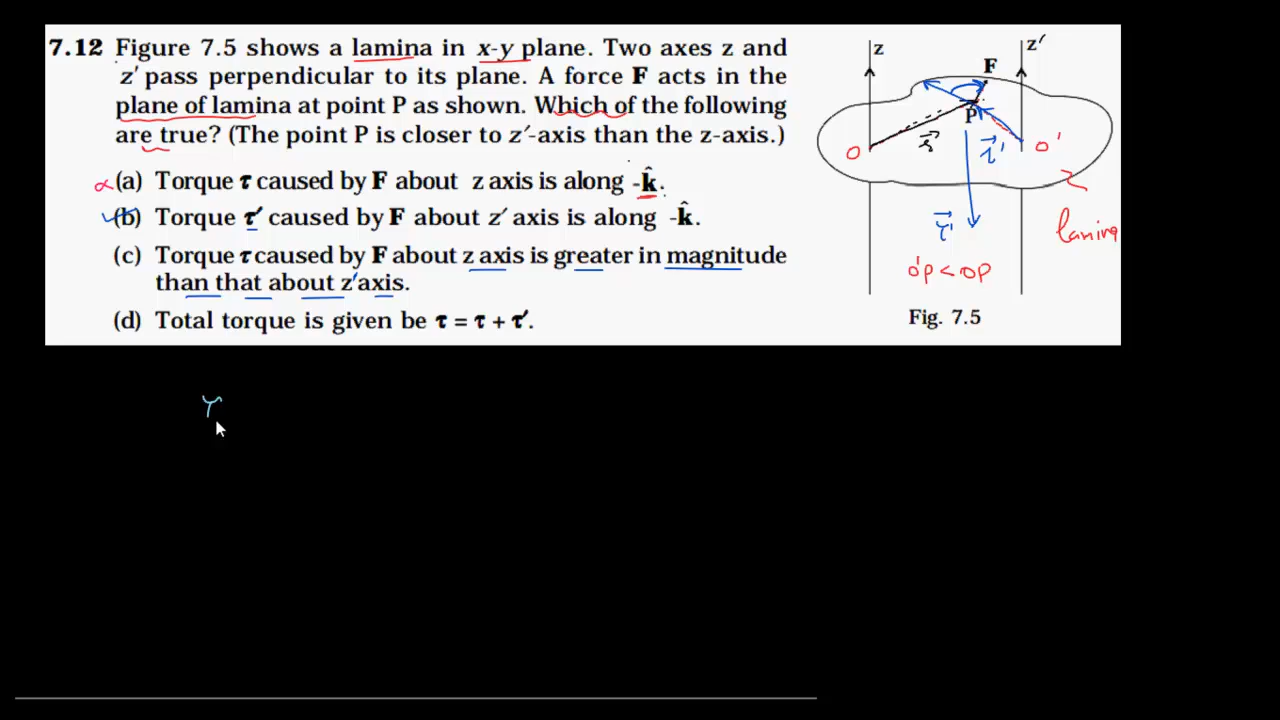 7.12 Figure 7.5 shows a lamina in x-y plane. Two axes z and
z′ pass perpendicular to its plane. A force F acts in the
plane of lamina at point P as shown. Which of the following
are true? (The point P is closer to z′-axis than the z-axis.)
(a) Torque τ caused by F about z axis is along -k̂.
(b) Torque τ′ caused by F about z′ axis is along -k̂.
(c) Torque τ caused by F about z axis is greater in magnitude
than that about z′axis.
(d) Total torque is given be τ = τ + τ′.
z
z′
F
P
O
O'
r⃗
r⃗'
τ⃗'
lamina
O'P < OP
Fig. 7.5
τ